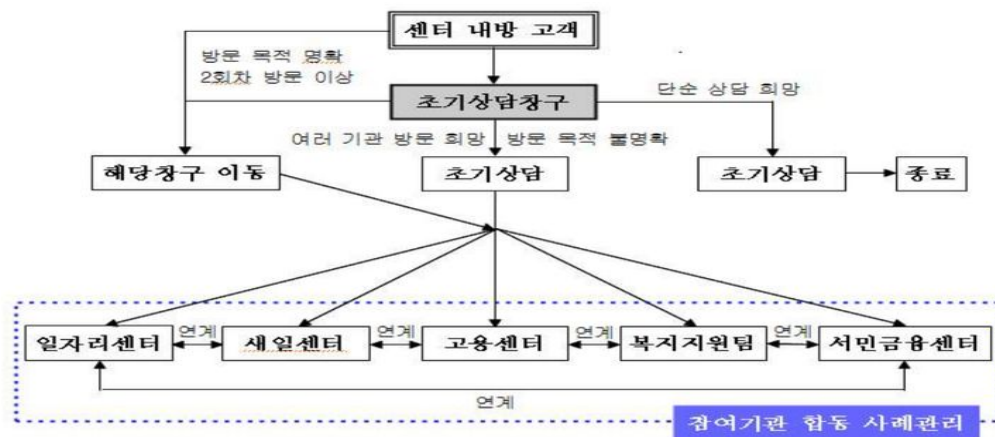 센터 내방 고객
방문 목적 명확
2회차 방문 이상
초기상담창구
단순 상담 희망
여러 기관 방문 희망
방문 목적 불명확
해당창구 이동
초기상담
초기상담
종료
일자리센터
연계
새일센터
연계
고용센터
연계
복지지원팀
연계
서민금융센터
연계
참여기관 합동 사례관리